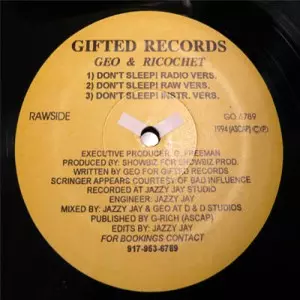 GIFTED RECORDS
GEO & RICOCHET
1) DON'T SLEEP! RADIO VERS.
2) DON'T SLEEP! RAW VERS.
3) DON'T SLEEP! INSTR. VERS.
RAWSIDE
GO 6789
1994 (ASCAP)
EXECUTIVE PRODUCER FREEMAN
PRODUCED BY: SHOWBIZ FOR SHOWBIZ PROD.
WRITTEN BY GEO FOR GIFTED RECORDS
SCRINGER APPEARS COURTESY OF BAD INFLUENCE
RECORDED AT JAZZY JAY STUDIO
ENGINEER: JAZZY JAY
MIXED BY: JAZZY JAY & GEO AT D & D STUDIOS
PUBLISHED BY G-RICH (ASCAP)
EDITS BY: JAZZY JAY
FOR BOOKINGS CONTACT
917-953-6789